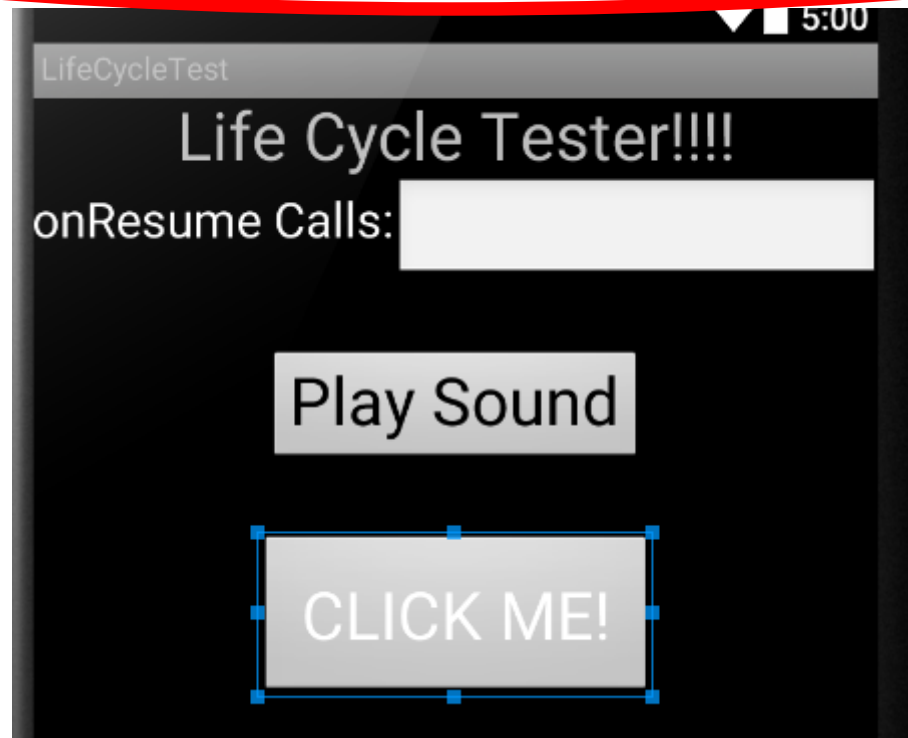 5:00
LifeCycleTest
Life Cycle Tester!!!!
onResume Calls:
Play Sound
CLICK ME!